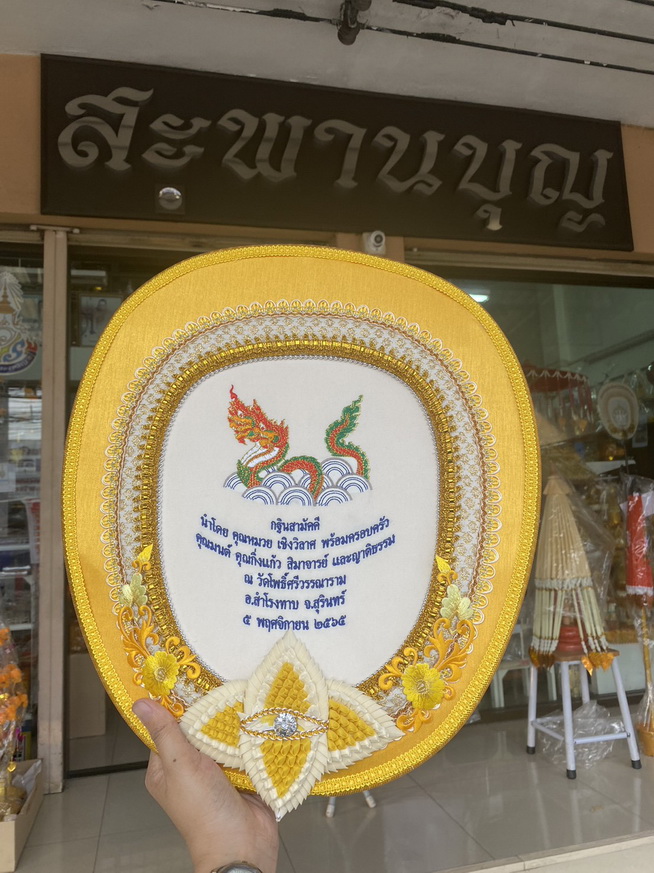 สะพานบุญ
กฐินสามัคคี
นำโดย คุณหมวย เชิงวิลาศ พร้อมครอบครัว
คุณมนต์ คุณกิ่งแก้ว สิมาจารย์ และญาติธรรม
ณ วัดโพธิ์ศรีวรรณาราม
อ.สำโรงทาบ จ.สุรินทร์
๕ พฤศจิกายน ๒๕๖๕